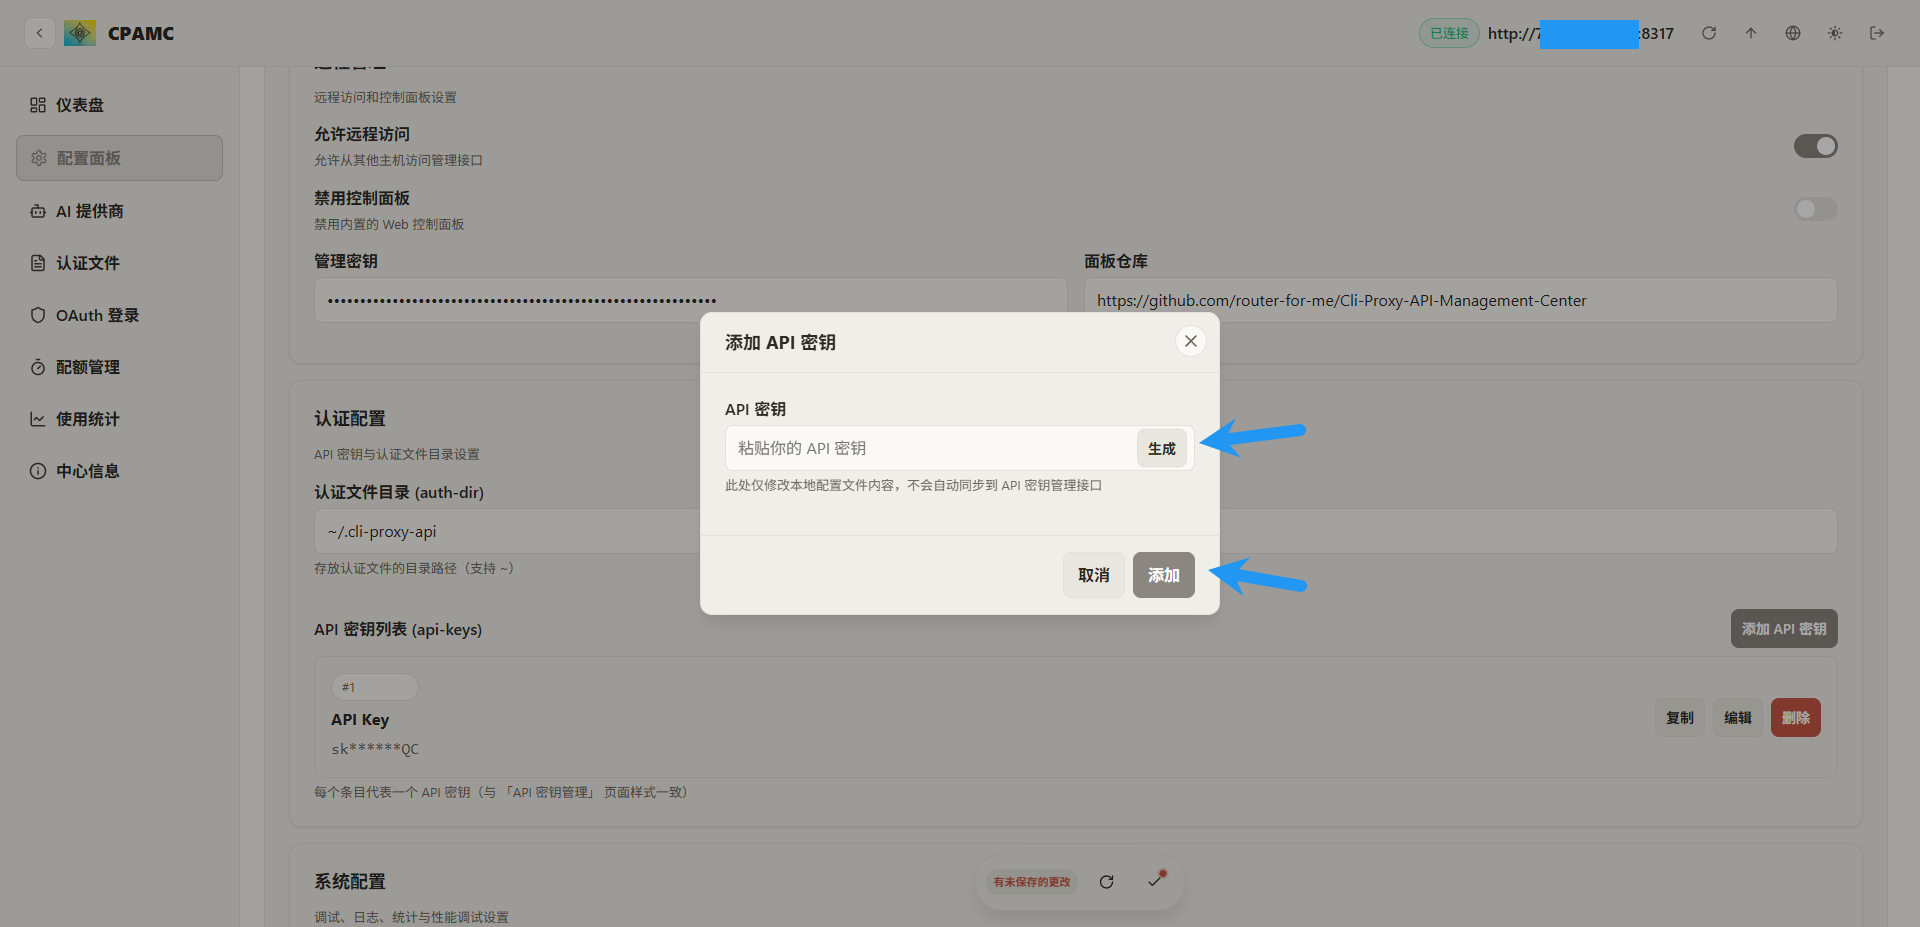 CPAMC
已连接
http://7
:8317
仪表盘
配置面板
AI 提供商
认证文件
OAuth 登录
配额管理
使用统计
中心信息
远程管理
远程访问和控制面板设置
允许远程访问
允许从其他主机访问管理接口
禁用控制面板
禁用内置的 Web 控制面板
管理密钥
面板仓库
https://github.com/router-for-me/Cli-Proxy-API-Management-Center
添加 API 密钥
API 密钥
粘贴你的 API 密钥
生成
此处仅修改本地配置文件内容，不会自动同步到 API 密钥管理接口
取消
添加
认证配置
API 密钥与认证文件目录设置
认证文件目录 (auth-dir)
~/.cli-proxy-api
存放认证文件的目录路径（支持 ~）
API 密钥列表 (api-keys)
添加 API 密钥
#1
API Key
sk******QC
复制
编辑
删除
每个条目代表一个 API 密钥（与 「API 密钥管理」 页面样式一致）
系统配置
调试、日志、统计与性能调试设置
有未保存的更改